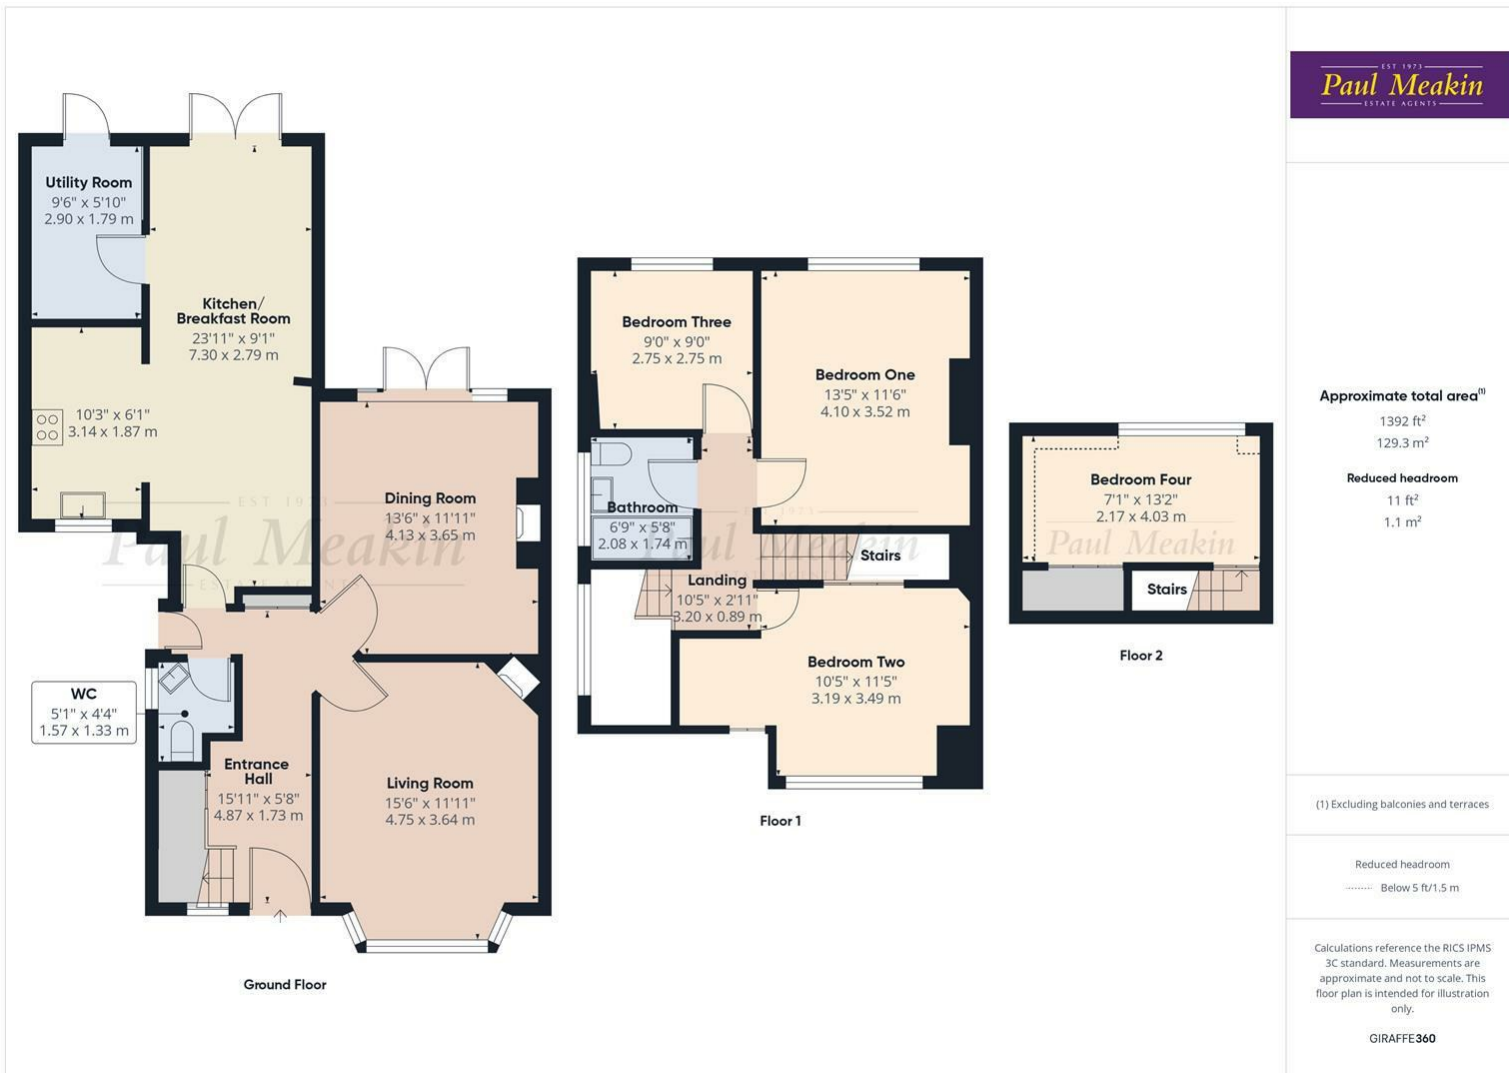 EST 1973
Paul Meakin
ESTATE AGENTS
Utility Room
9'6" x 5'10"
2.90 x 1.79 m
Kitchen/
Breakfast Room
23'11" x 9'1"
7.30 x 2.79 m
10'3" x 6'1"
3.14 x 1.87 m
Dining Room
13'6" x 11'11"
4.13 x 3.65 m
EST 1973
Paul Meakin
ESTATE AGENTS
WC
5'1" x 4'4"
1.57 x 1.33 m
Entrance
Hall
15'11" x 5'8"
4.87 x 1.73 m
Living Room
15'6" x 11'11"
4.75 x 3.64 m
Ground Floor
Bedroom Three
9'0" x 9'0"
2.75 x 2.75 m
Bedroom One
13'5" x 11'6"
4.10 x 3.52 m
Bathroom
6'9" x 5'8"
2.08 x 1.74 m
Paul Meakin
Stairs
Landing
10'5" x 2'11"
3.20 x 0.89 m
Bedroom Two
10'5" x 11'5"
3.19 x 3.49 m
Floor 1
Bedroom Four
7'1" x 13'2"
2.17 x 4.03 m
Paul Meakin
Stairs
Floor 2
Approximate total area(1)
1392 ft²
129.3 m²
Reduced headroom
11 ft²
1.1 m²
(1) Excluding balconies and terraces
Reduced headroom
Below 5 ft/1.5 m
Calculations reference the RICS IPMS
3C standard. Measurements are
approximate and not to scale. This
floor plan is intended for illustration
only.
GIRAFFE360